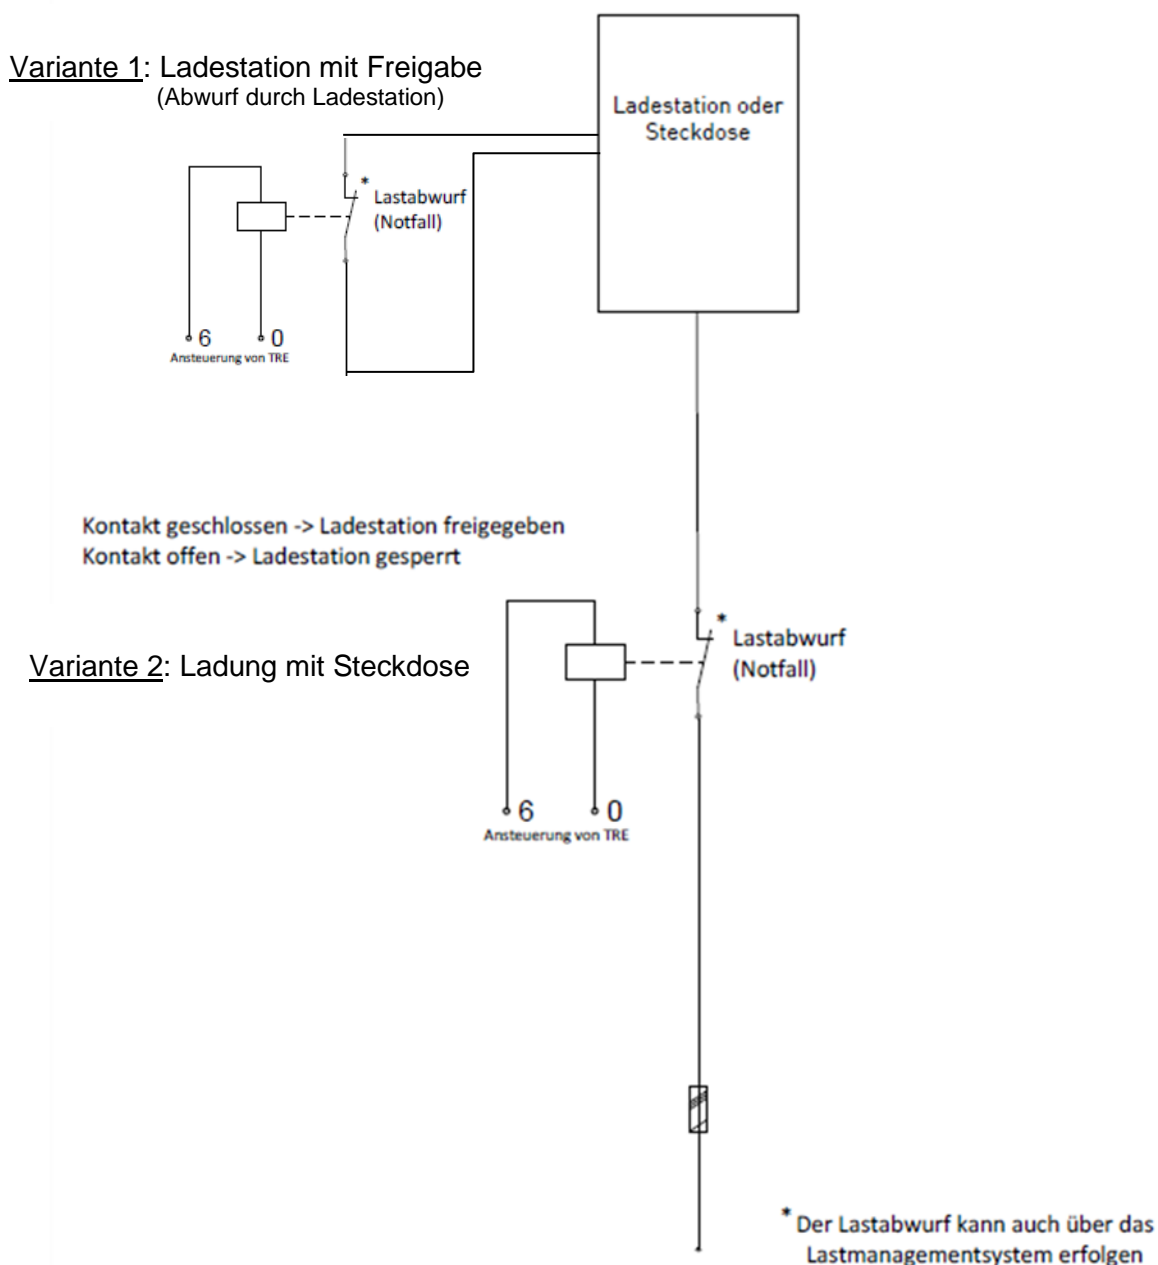 Variante 1: Ladestation mit Freigabe
(Abwurf durch Ladestation)
Ladestation oder
Steckdose
*
Lastabwurf
(Notfall)
6 0
Ansteuerung von TRE
Kontakt geschlossen -> Ladestation freigegeben
Kontakt offen -> Ladestation gesperrt
*
Lastabwurf
(Notfall)
Variante 2: Ladung mit Steckdose
6 0
Ansteuerung von TRE
* Der Lastabwurf kann auch über das
Lastmanagementsystem erfolgen